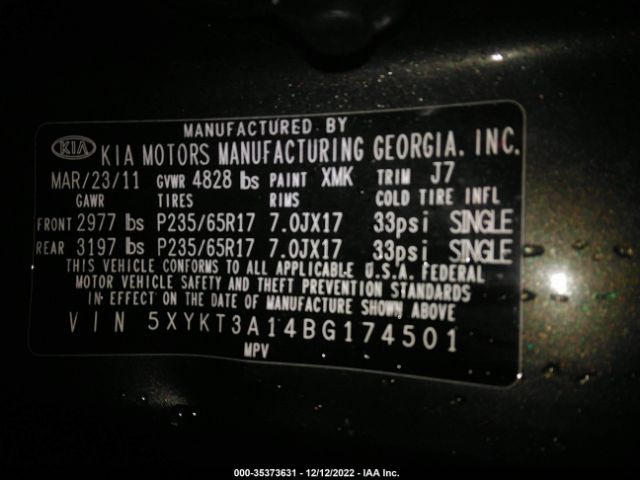 MANUFACTURED BY
KIA KIA MOTORS MANUFACTURING GEORGIA. INC.
MAR/23/11 GVWR 4828 lbs PAINT XMK TRIM J7
GAWR TIRES RIMS COLD TIRE INFL
FRONT 2977 lbs P235/65R17 7.0JX17 33psi SINGLE
REAR 3197 lbs P235/65R17 7.0JX17 33psi SINGLE
THIS VEHICLE CONFORMS TO ALL APPLICABLE U.S.A. FEDERAL
MOTOR VEHICLE SAFETY AND THEFT PREVENTION STANDARDS
IN EFFECT ON THE DATE OF MANUFACTURE SHOWN ABOVE
VIN 5XYKT3A14BG174501
MPV
000-35373631 - 12/12/2022 - IAA Inc.